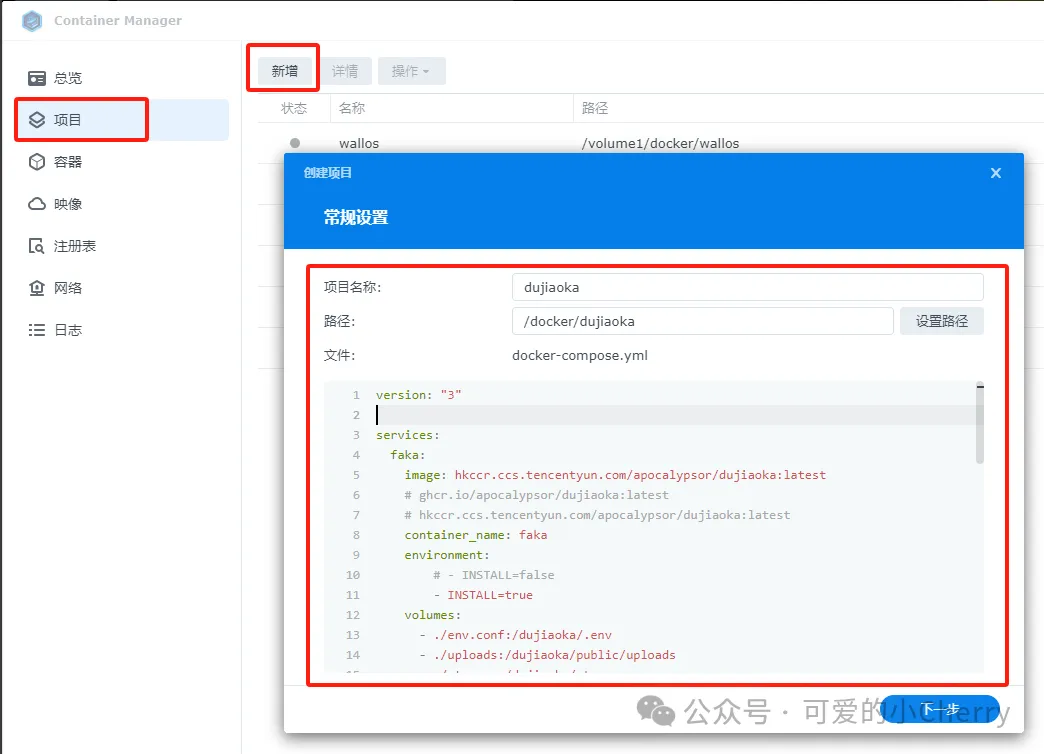 Container Manager
总览
项目
容器
映像
注册表
网络
日志
新增 详情 操作
状态 名称 路径
wallos /volume1/docker/wallos
创建项目
常规设置
项目名称: dujiaoka
路径: /docker/dujiaoka 设置路径
文件: docker-compose.yml
1 version: "3"
2
3 services:
4 faka:
5 image: hkccr.ccs.tencentyun.com/apocalypsor/dujiaoka:latest
6 # ghcr.io/apocalypsor/dujiaoka:latest
7 # hkccr.ccs.tencentyun.com/apocalypsor/dujiaoka:latest
8 container_name: faka
9 environment:
10 # - INSTALL=false
11 - INSTALL=true
12 volumes:
13 - ./env.conf:/dujiaoka/.env
14 - ./uploads:/dujiaoka/public/uploads
下一步
公众号 · 可爱的小Cherry